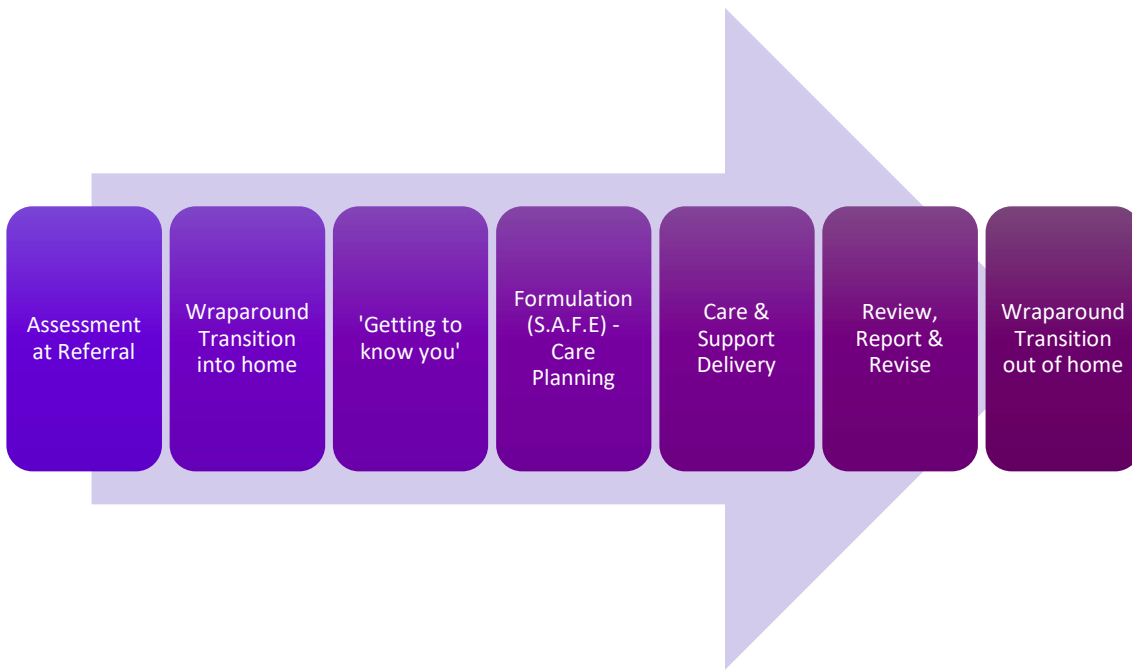 Assessment
at Referral
Wraparound
Transition
into home
'Getting to
know you'
Formulation
(S.A.F.E) -
Care
Planning
Care &
Support
Delivery
Review,
Report &
Revise
Wraparound
Transition
out of home